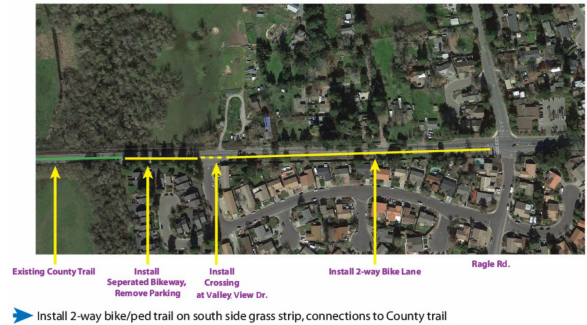 Existing County Trail
Install
Seperated Bikeway,
Remove Parking
Install
Crossing
at Valley View Dr.
Install 2-way Bike Lane
Ragle Rd.
Install 2-way bike/ped trail on south side grass strip, connections to County trail